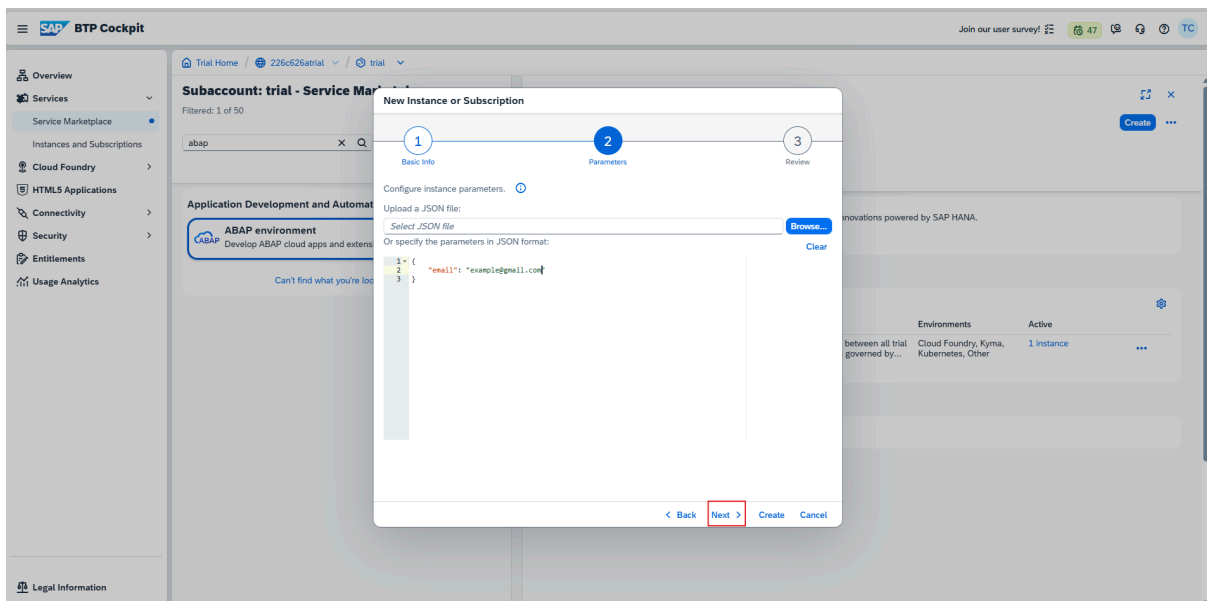 SAP BTP Cockpit
Join our user survey!
47
TC
Trial Home / 226c626atrial / trial
Overview
Services
Service Marketplace
Instances and Subscriptions
Cloud Foundry
HTML5 Applications
Connectivity
Security
Entitlements
Usage Analytics
Legal Information
Subaccount: trial - Service
Filtered: 1 of 50
abap
Application Development and
ABAP
ABAP environment
Develop ABAP cloud apps and
Can't find what you're
Create
New Instance or Subscription
1
2
3
Basic Info
Parameters
Review
Configure instance parameters.
Upload a JSON file:
Select JSON file
Browse...
Or specify the parameters in JSON format:
Clear
1 {
2 "email": "example@gmail.com"
3 }
< Back
Next >
Create
Cancel
powered by SAP HANA.
Environments
Active
between all trial
governed by...
Cloud Foundry, Kyma,
Kubernetes, Other
1 instance